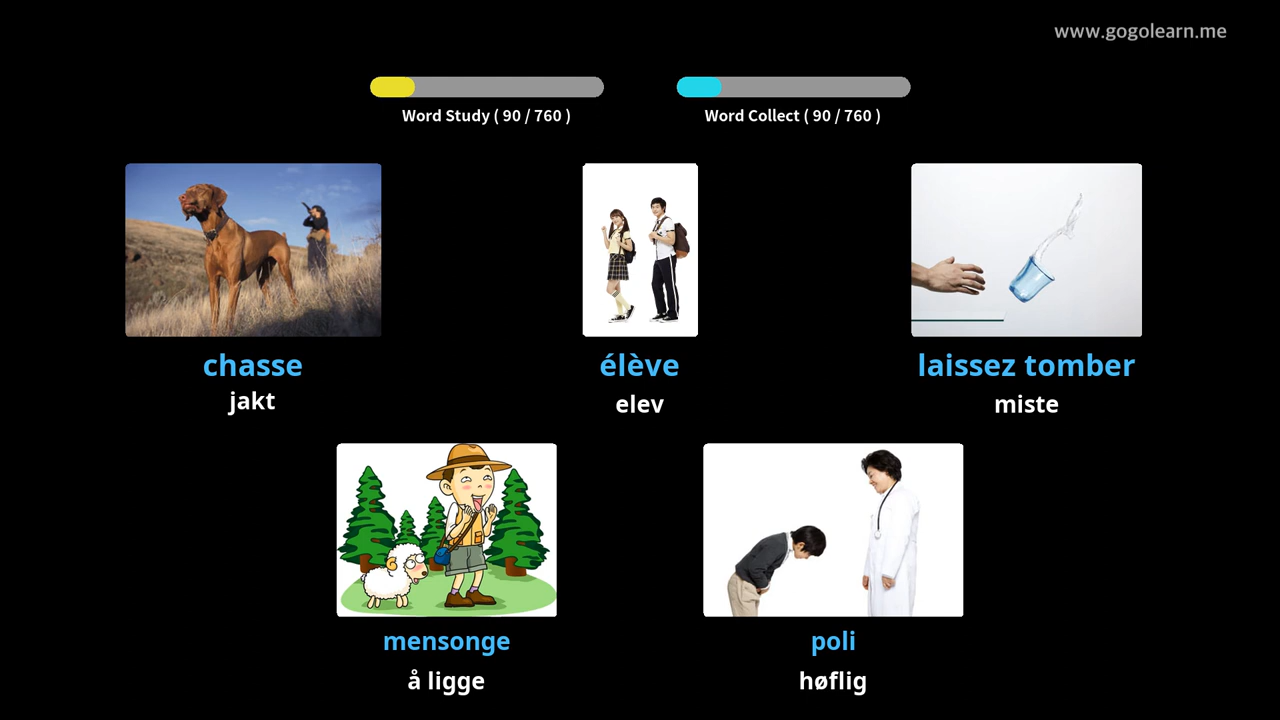 www.gogolearn.me
Word Study ( 90 / 760 )
Word Collect ( 90 / 760 )
chasse
jakt
élève
elev
laissez tomber
miste
mensonge
å ligge
poli
høflig